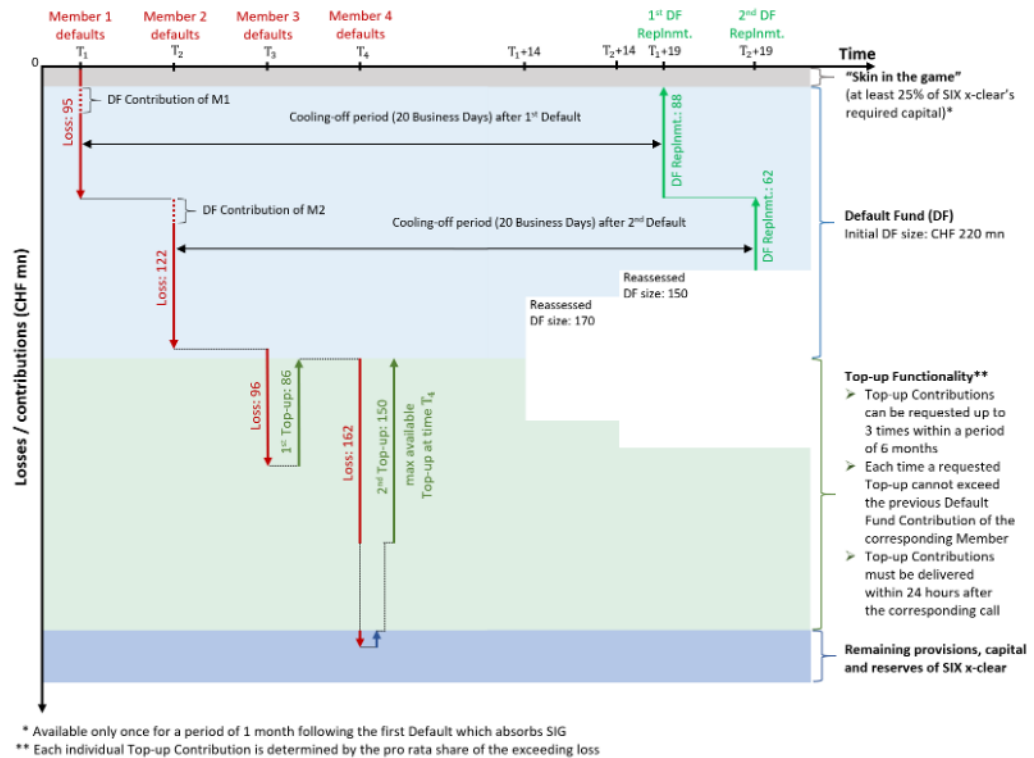 Member 1
defaults
T1
Member 2
defaults
T2
Member 3
defaults
T3
Member 4
defaults
T4
T1+14
T2+14
1st DF
Replnmt.
T1+19
2nd DF
Replnmt.
T2+19
Time
0
Losses / contributions (CHF mn)
Loss: 95
DF Contribution of M1
Cooling-off period (20 Business Days) after 1st Default
DF Replnmt.: 88
Loss: 122
DF Contribution of M2
Cooling-off period (20 Business Days) after 2nd Default
DF Replnmt.: 62
Reassessed
DF size: 170
Reassessed
DF size: 150
Loss: 96
1st Top-up: 86
Loss: 162
2nd Top-up: 150
max available
Top-up at time T4
"Skin in the game"
(at least 25% of SIX x-clear's
required capital)*
Default Fund (DF)
Initial DF size: CHF 220 mn
Top-up Functionality**
➢ Top-up Contributions
can be requested up to
3 times within a period
of 6 months
➢ Each time a requested
Top-up cannot exceed
the previous Default
Fund Contribution of the
corresponding Member
➢ Top-up Contributions
must be delivered
within 24 hours after
the corresponding call
Remaining provisions, capital
and reserves of SIX x-clear
* Available only once for a period of 1 month following the first Default which absorbs SIG
** Each individual Top-up Contribution is determined by the pro rata share of the exceeding loss